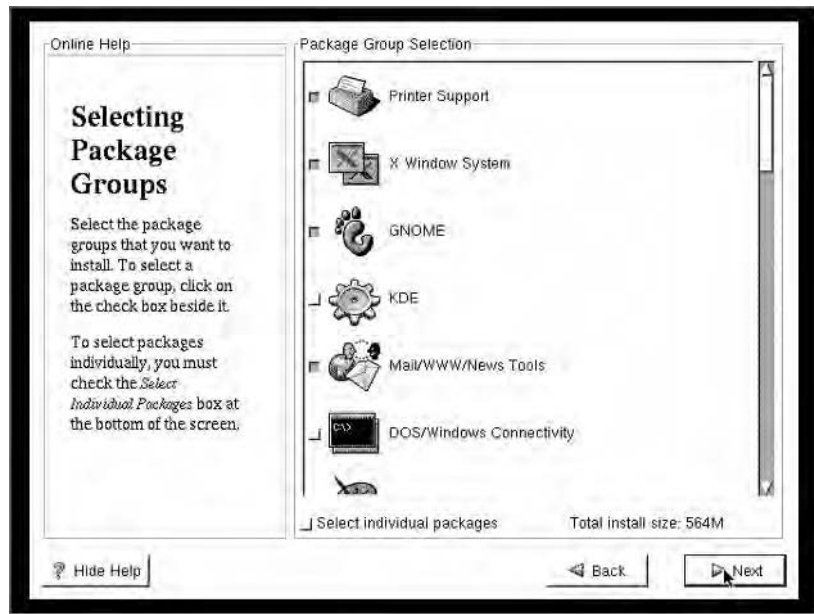 Online Help
Selecting
Package
Groups
Select the package
groups that you want to
install. To select a
package group, click on
the check box beside it.
To select packages
individually, you must
check the Select
Individual Packages box at
the bottom of the screen.
Hide Help
Package Group Selection
Printer Support
X Window System
GNOME
KDE
Mail/WWW/News Tools
C:\>
DOS/Windows Connectivity
Select individual packages
Total install size: 564M
Back
Next